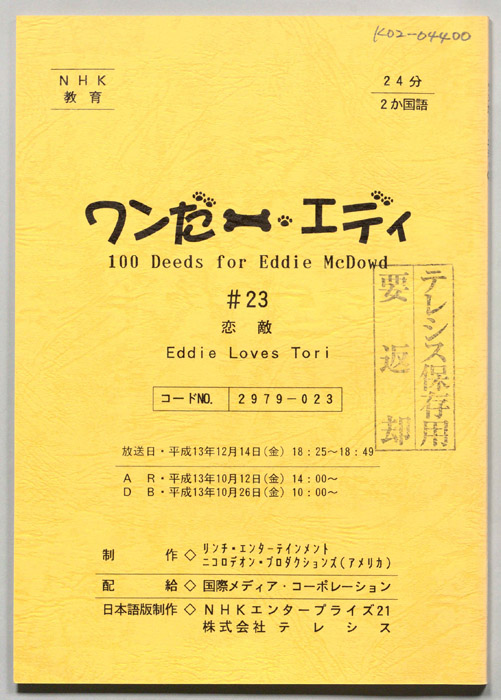 K02-04400
NHK
教育
24分
2か国語
ワンだー・エディ
100 Deeds for Eddie McDowd
#23
恋敵
Eddie Loves Tori
テレシス保存用
要返却
コードNO. 2979-023
放送日・平成13年12月14日(金) 18:25〜18:49
AR・平成13年10月12日(金) 14:00〜
DB・平成13年10月26日(金) 10:00〜
制作◇リンチ・エンターテインメント
ニコロデオン・プロダクションズ(アメリカ)
配給◇国際メディア・コーポレーション
日本語版制作◇NHKエンタープライズ21
株式会社テレシス